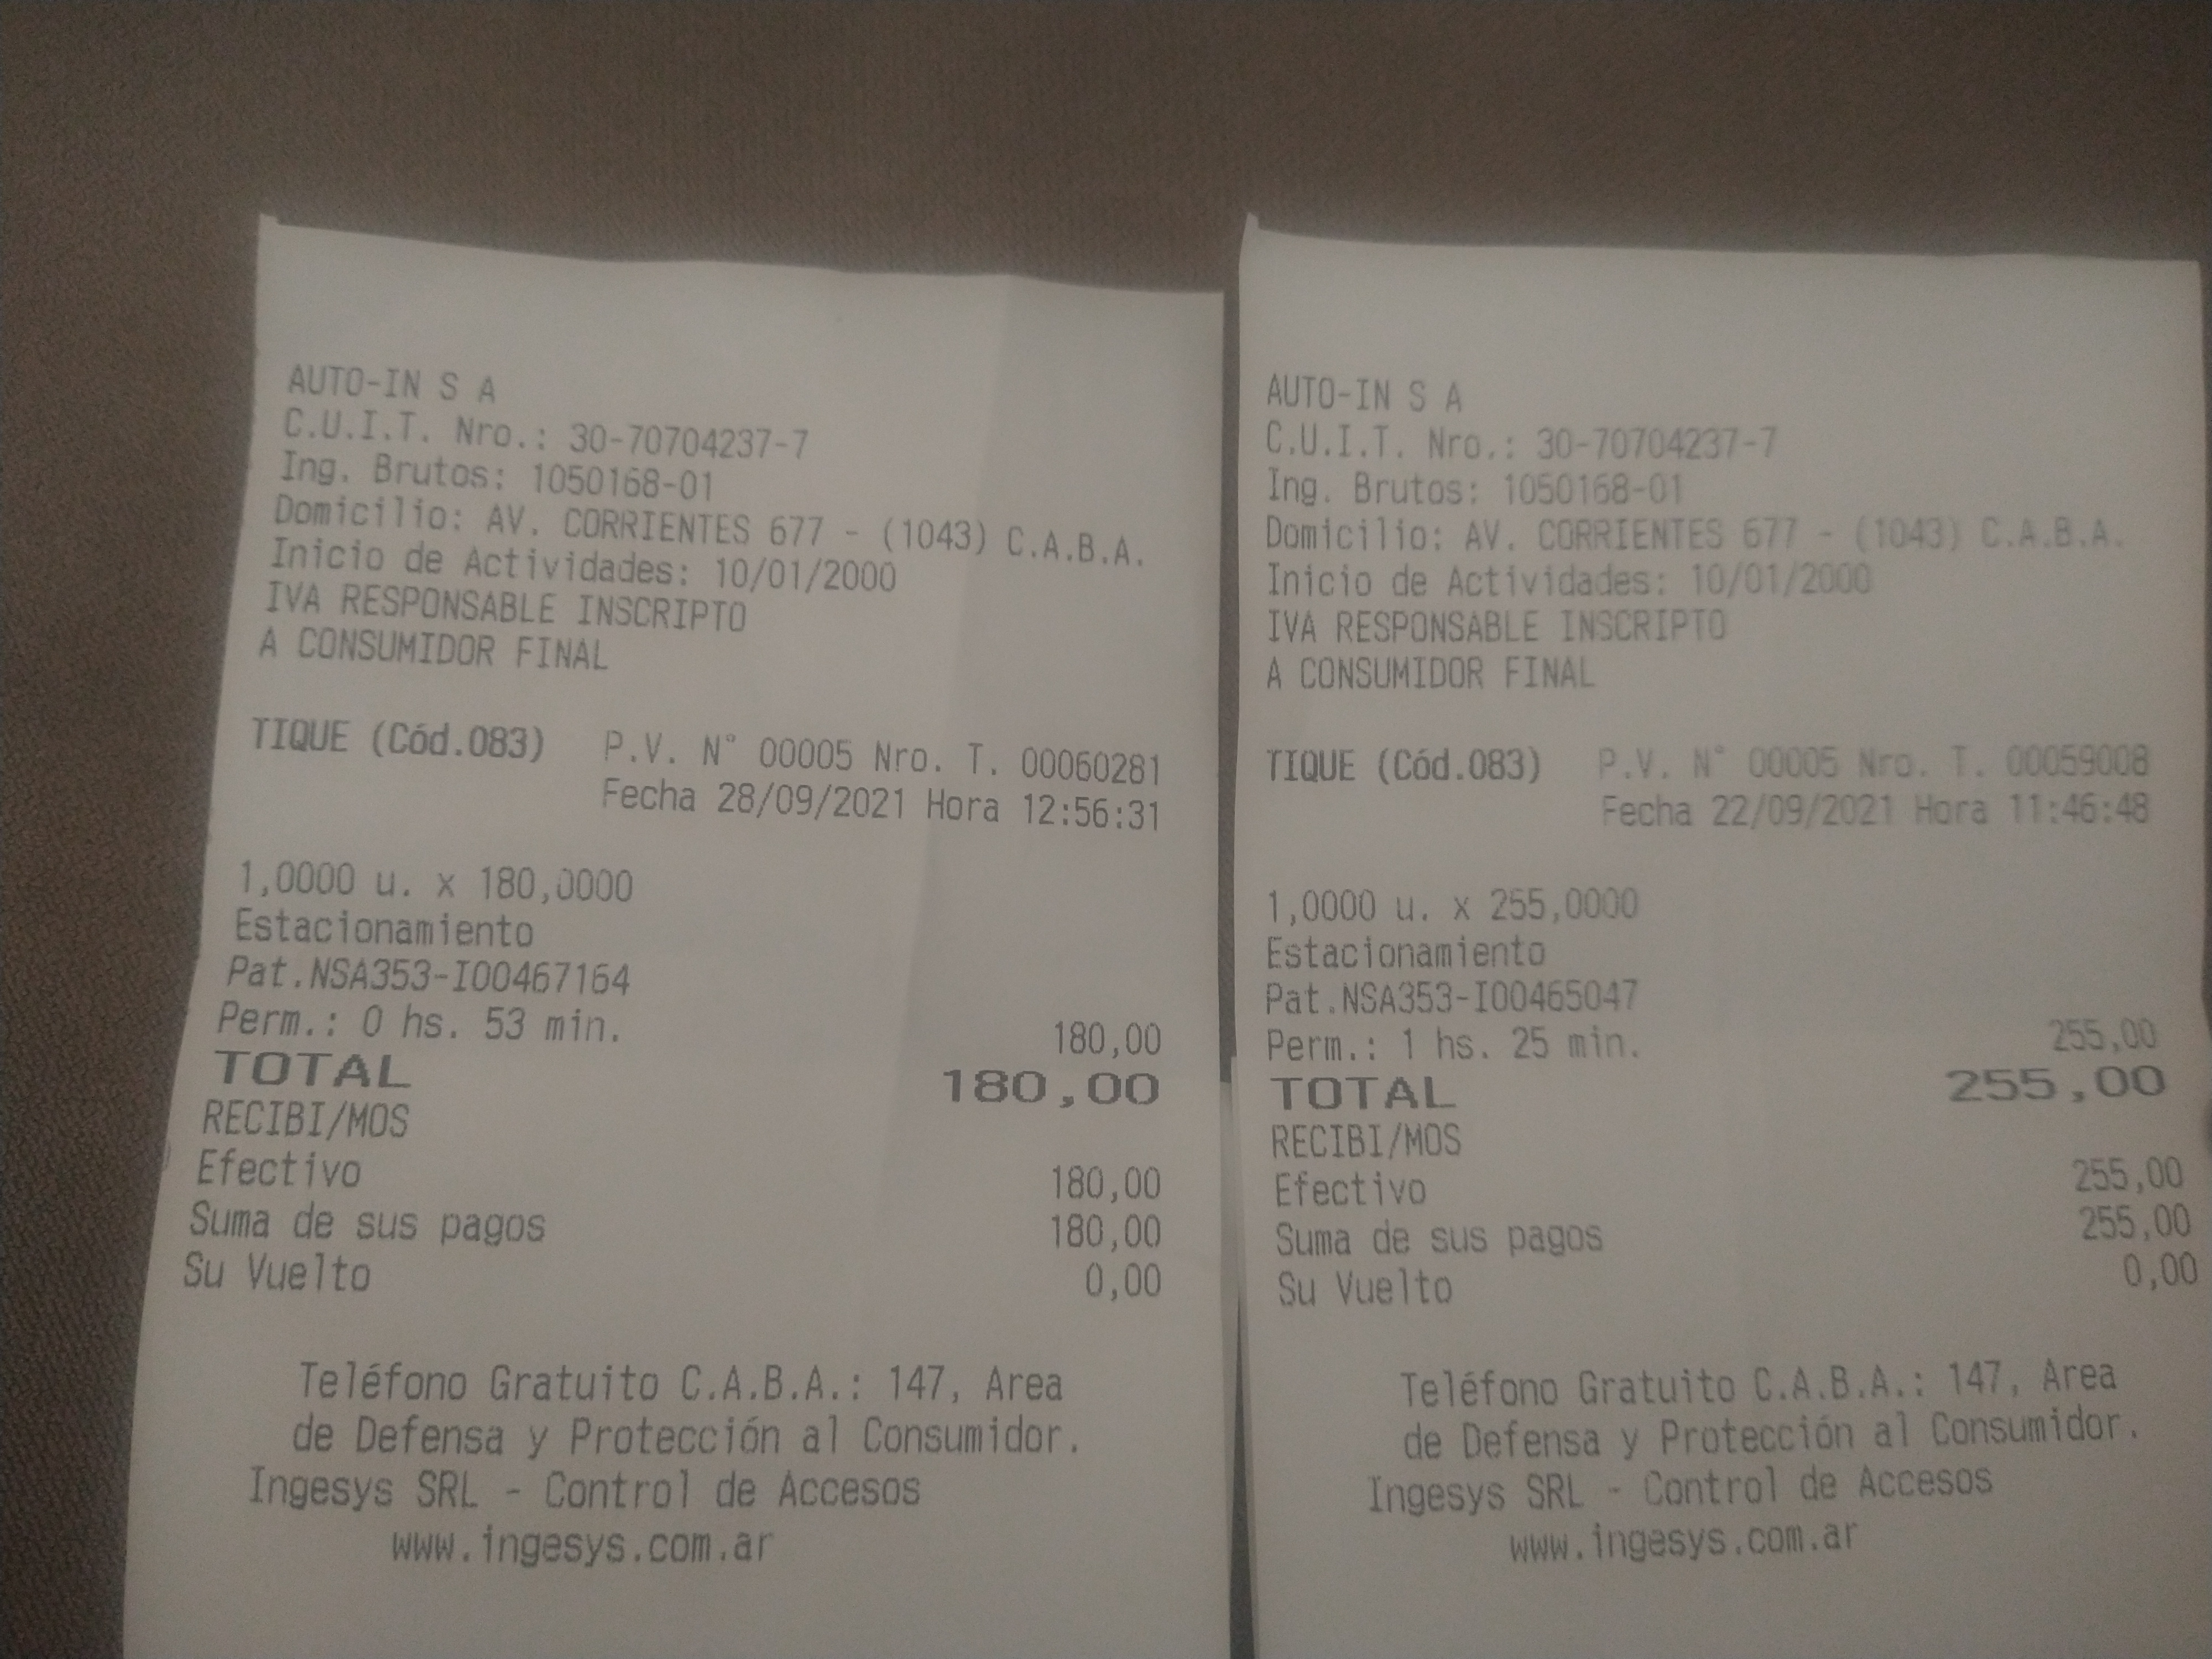 AUTO-IN S A
C.U.I.T. Nro.: 30-70704237-7
Ing. Brutos: 1050168-01
Domicilio: AV. CORRIENTES 677 - (1043) C.A.B.A.
Inicio de Actividades: 10/01/2000
IVA RESPONSABLE INSCRIPTO
A CONSUMIDOR FINAL
TIQUE (Cód.083) P.V. N° 00005 Nro. T. 00060281
Fecha 28/09/2021 Hora 12:56:31
1,0000 u. x 180,0000
Estacionamiento
Pat.NSA353-I00467164
Perm.: 0 hs. 53 min. 180,00
TOTAL 180,00
RECIBI/MOS
Efectivo 180,00
Suma de sus pagos 180,00
Su Vuelto 0,00
Teléfono Gratuito C.A.B.A.: 147, Area
de Defensa y Protección al Consumidor.
Ingesys SRL - Control de Accesos
www.ingesys.com.ar
AUTO-IN S A
C.U.I.T. Nro.: 30-70704237-7
Ing. Brutos: 1050168-01
Domicilio: AV. CORRIENTES 677 - (1043) C.A.B.A.
Inicio de Actividades: 10/01/2000
IVA RESPONSABLE INSCRIPTO
A CONSUMIDOR FINAL
TIQUE (Cód.083) P.V. N° 00005 Nro. T. 00059008
Fecha 22/09/2021 Hora 11:46:48
1,0000 u. x 255,0000
Estacionamiento
Pat.NSA353-I00465047
Perm.: 1 hs. 25 min. 255,00
TOTAL 255,00
RECIBI/MOS
Efectivo 255,00
Suma de sus pagos 255,00
Su Vuelto 0,00
Teléfono Gratuito C.A.B.A.: 147, Area
de Defensa y Protección al Consumidor.
Ingesys SRL - Control de Accesos
www.ingesys.com.ar